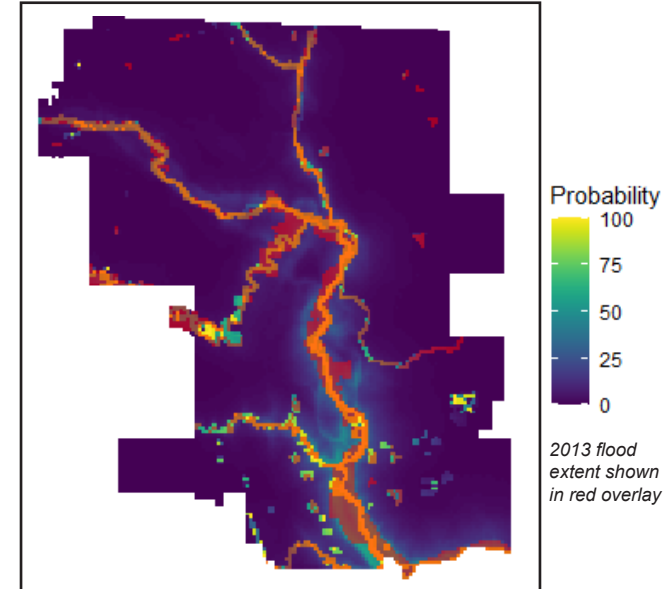 Probability
100
75
50
25
0
2013 flood
extent shown
in red overlay